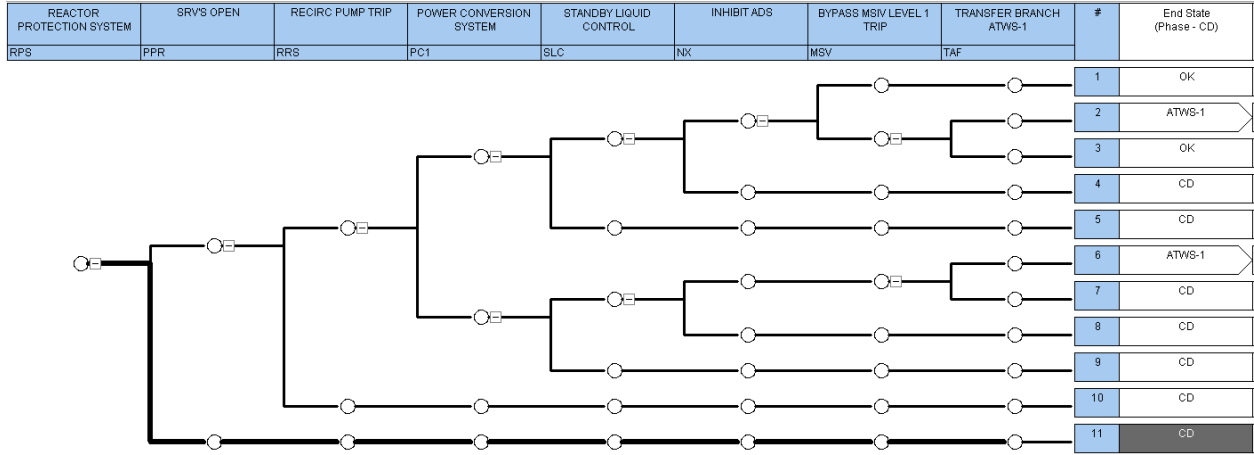 REACTOR PROTECTION SYSTEM
SRV'S OPEN
RECIRC PUMP TRIP
POWER CONVERSION SYSTEM
STANDBY LIQUID CONTROL
INHIBIT ADS
BYPASS MSIV LEVEL 1 TRIP
TRANSFER BRANCH ATWS-1
#
End State (Phase - CD)
RPS PPR RRS PC1 SLC NX MSV TAF
1 OK
2 ATWS-1
3 OK
4 CD
5 CD
6 ATWS-1
7 CD
8 CD
9 CD
10 CD
11 CD